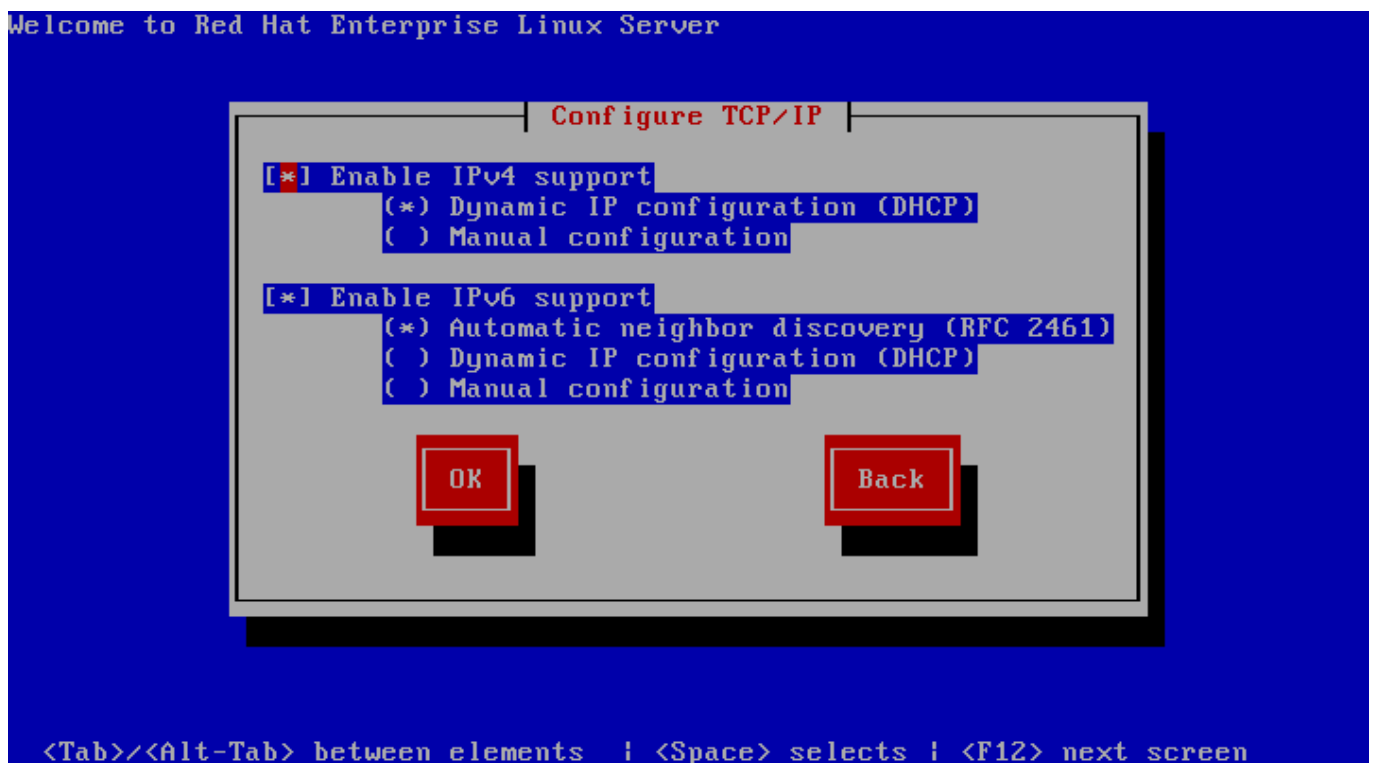 Welcome to Red Hat Enterprise Linux Server
Configure TCP/IP
[*] Enable IPv4 support
(*) Dynamic IP configuration (DHCP)
( ) Manual configuration
[*] Enable IPv6 support
(*) Automatic neighbor discovery (RFC 2461)
( ) Dynamic IP configuration (DHCP)
( ) Manual configuration
OK Back
<Tab>/<Alt-Tab> between elements | <Space> selects | <F12> next screen